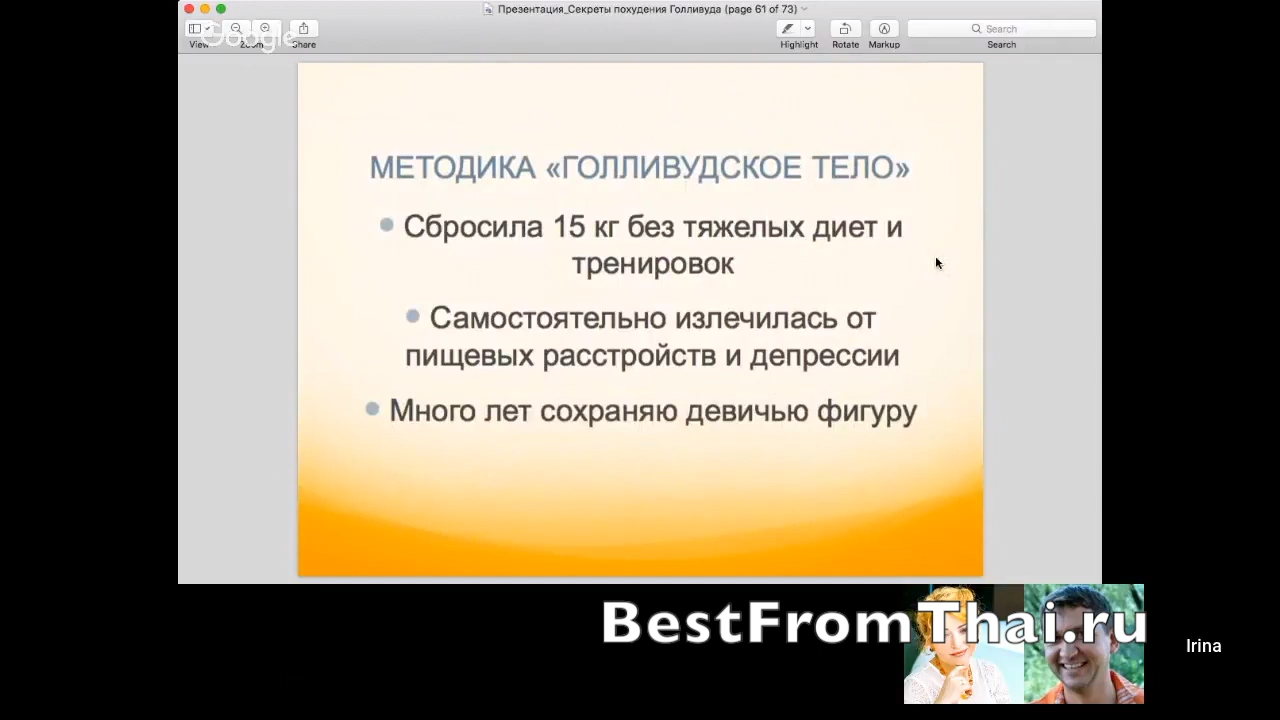 Презентация_Секреты похудения Голливуда (page 61 of 73)
Google
View
Zoom
Share
Highlight
Rotate
Markup
Search
Search
МЕТОДИКА «ГОЛЛИВУДСКОЕ ТЕЛО»
Сбросила 15 кг без тяжелых диет и
тренировок
Самостоятельно излечилась от
пищевых расстройств и депрессии
Много лет сохраняю девичью фигуру
BestFromThai.ru
Irina